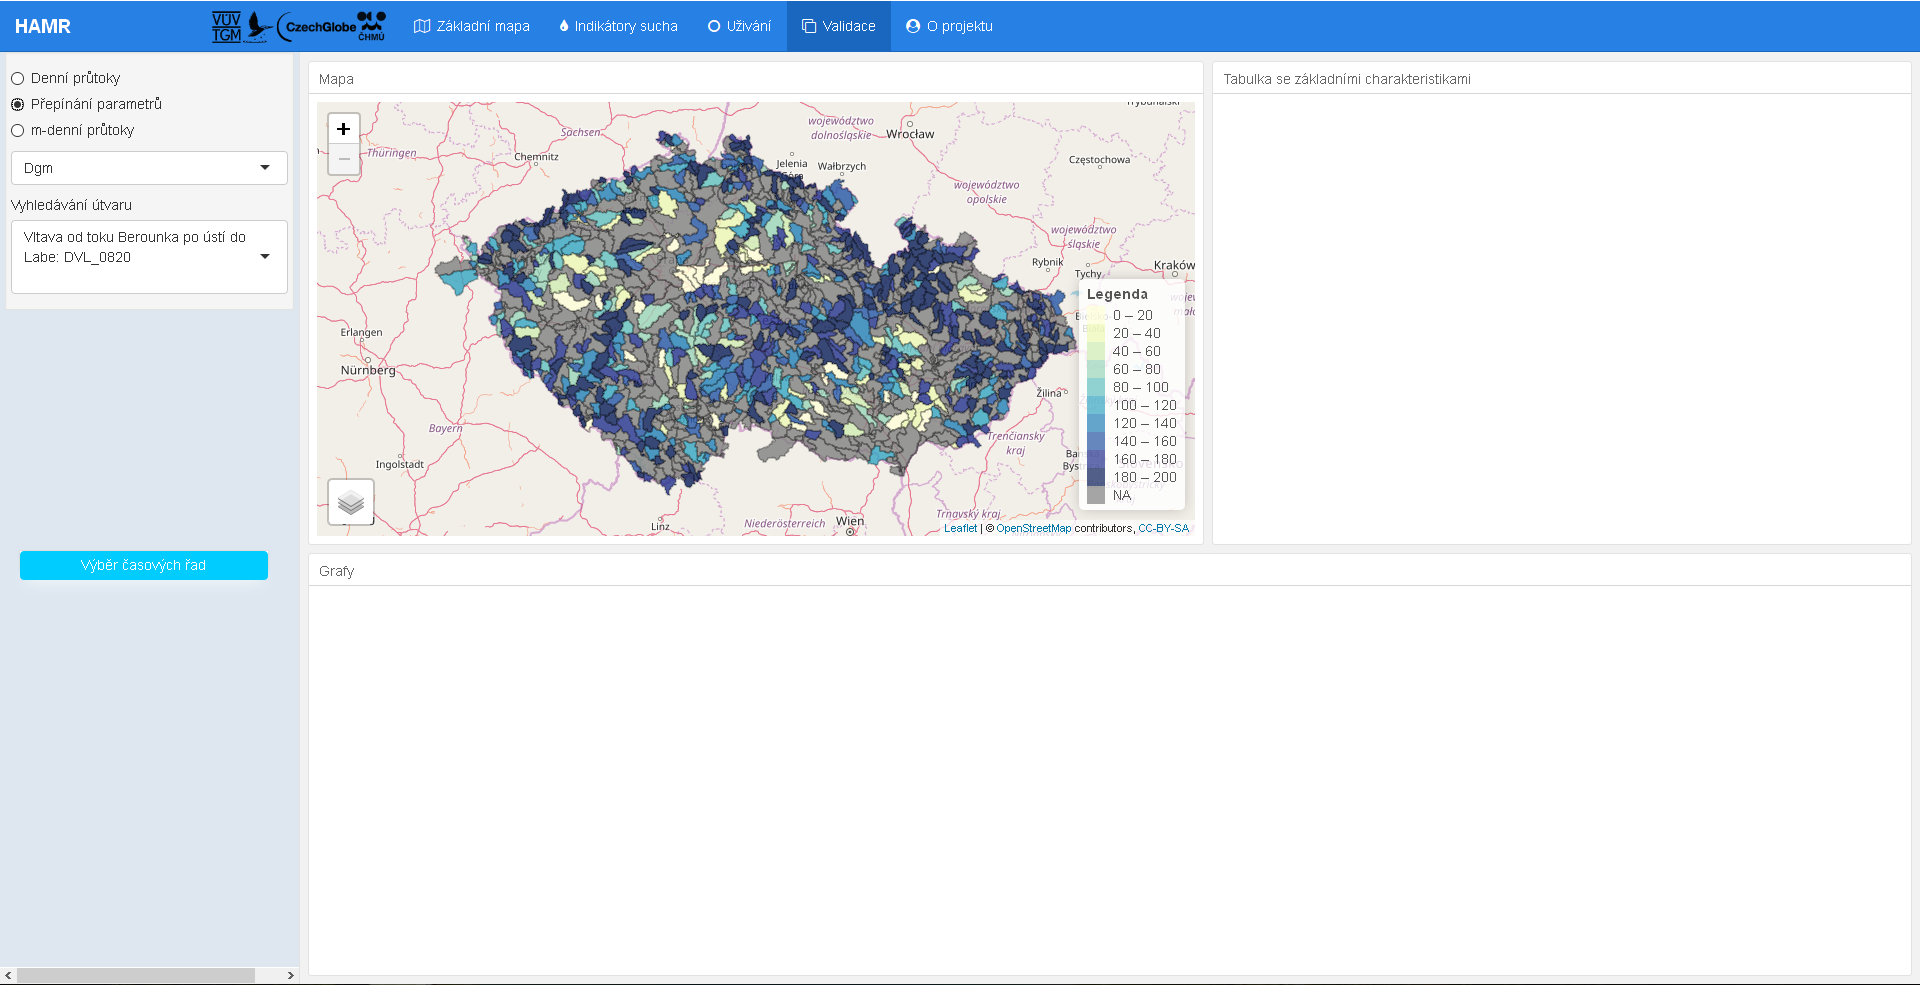 HAMR
VÚV
TGM
CzechGlobe
ČHMÚ
Základní mapa
Indikátory sucha
Užívání
Validace
O projektu
Denní průtoky
Přepínání parametrů
m-denní průtoky
Dgm
Vyhledávání útvaru
Vltava od toku Berounka po ústí do
Labe: DVL_0820
Výběr časových řad
Mapa
+
−
Trybunalski
Sachsen
województwo
dolnośląskie
Wrocław
Thüringen
Chemnitz
Jelenia
Góra
Wałbrzych
Częstochowa
województwo
opolskie
województwo
śląskie
Rybnik
Tychy
Kraków
Erlangen
Nürnberg
Bayern
Ingolstadt
Linz
Niederösterreich
Wien
Žilina
Trenčiansky
kraj
Trnavský kraj
Legenda
0 – 20
20 – 40
40 – 60
60 – 80
80 – 100
100 – 120
120 – 140
140 – 160
160 – 180
180 – 200
NA
Leaflet | © OpenStreetMap contributors, CC-BY-SA
Tabulka se základními charakteristikami
Grafy